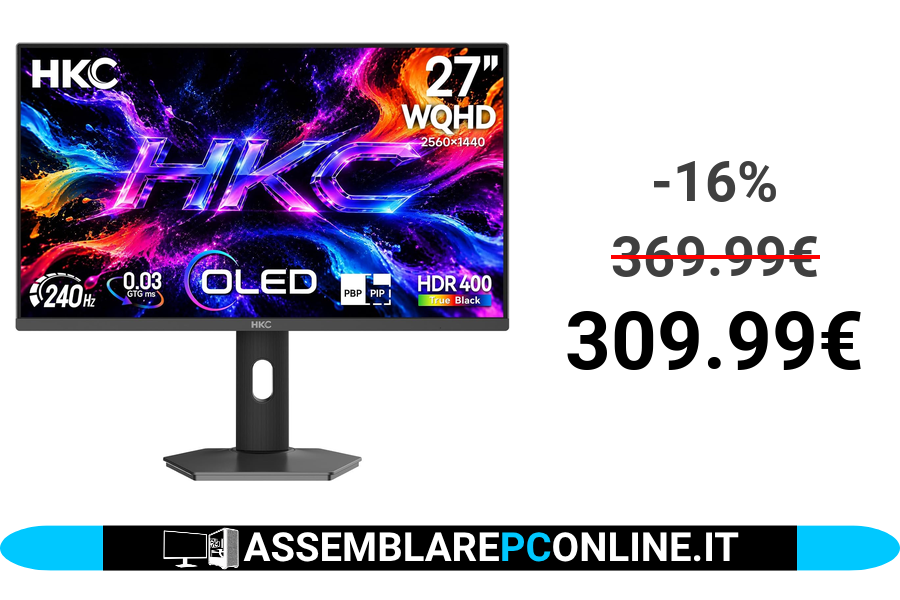 HKC
27”
WQHD
2560×1440
HKC
240Hz
0.03
GTG ms
OLED
PBP PIP
HDR 400
True Black
HKC
-16%
369.99€
309.99€
ASSEMBLAREPCONLINE.IT